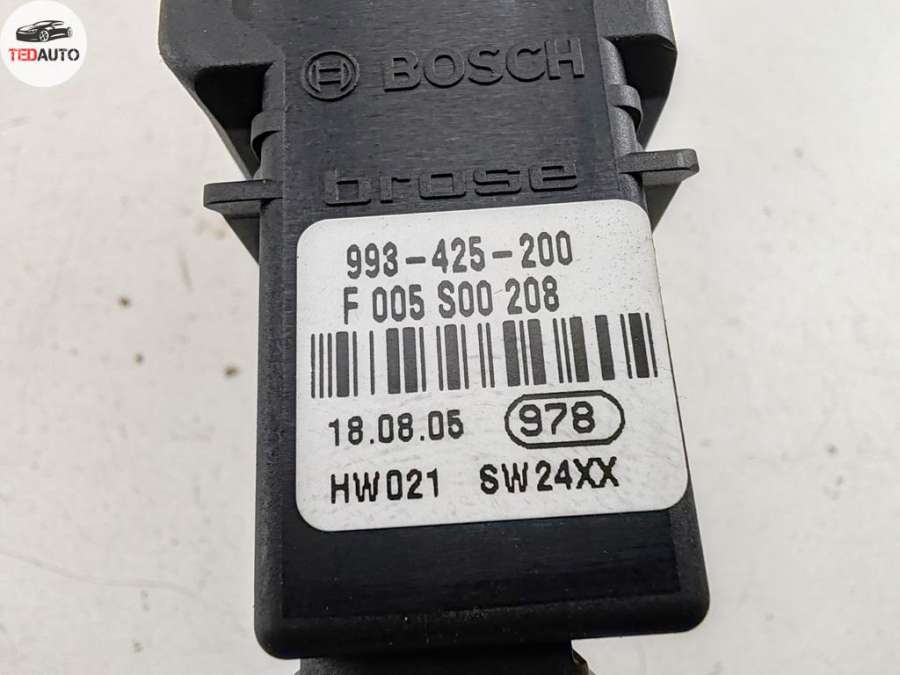 TEDAUTO
BOSCH
brose
993-425-200
F 005 S00 208
18.08.05 978
HW021 SW24XX